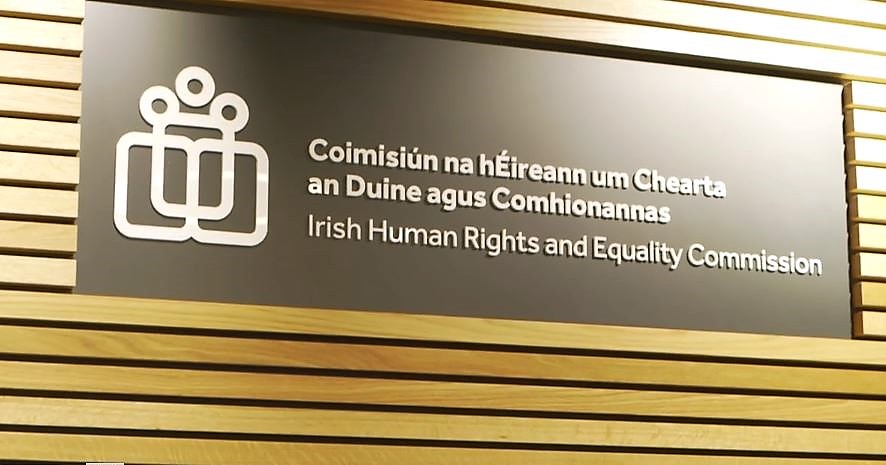 Coimisiún na hÉireann um Chearta
an Duine agus Comhionannas
Irish Human Rights and Equality Commission